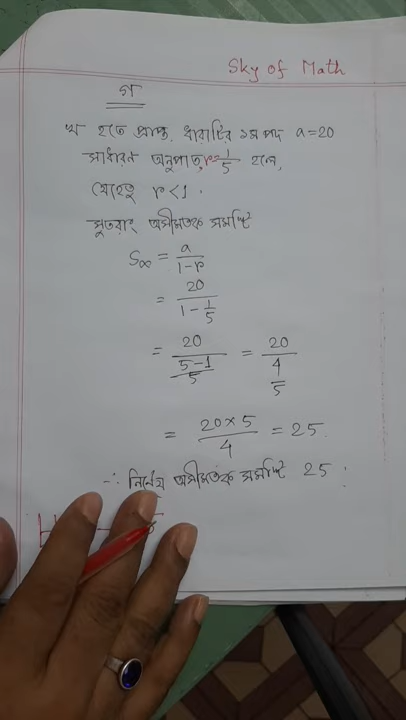 Sky of Math
গ
খ হতে প্রাপ্ত, ধারাটির ১ম পদ a=20
সাধারণ অনুপাত, r=1/5 হলে,
যেহেতু r<1.
সুতরাং অসীমতক সমষ্টি
S∞ = a/(1-r)
= 20/(1-1/5)
= 20/((5-1)/5) = 20/(4/5)
= (20×5)/4 = 25.
∴ নির্ণেয় অসীমতক সমষ্টি 25